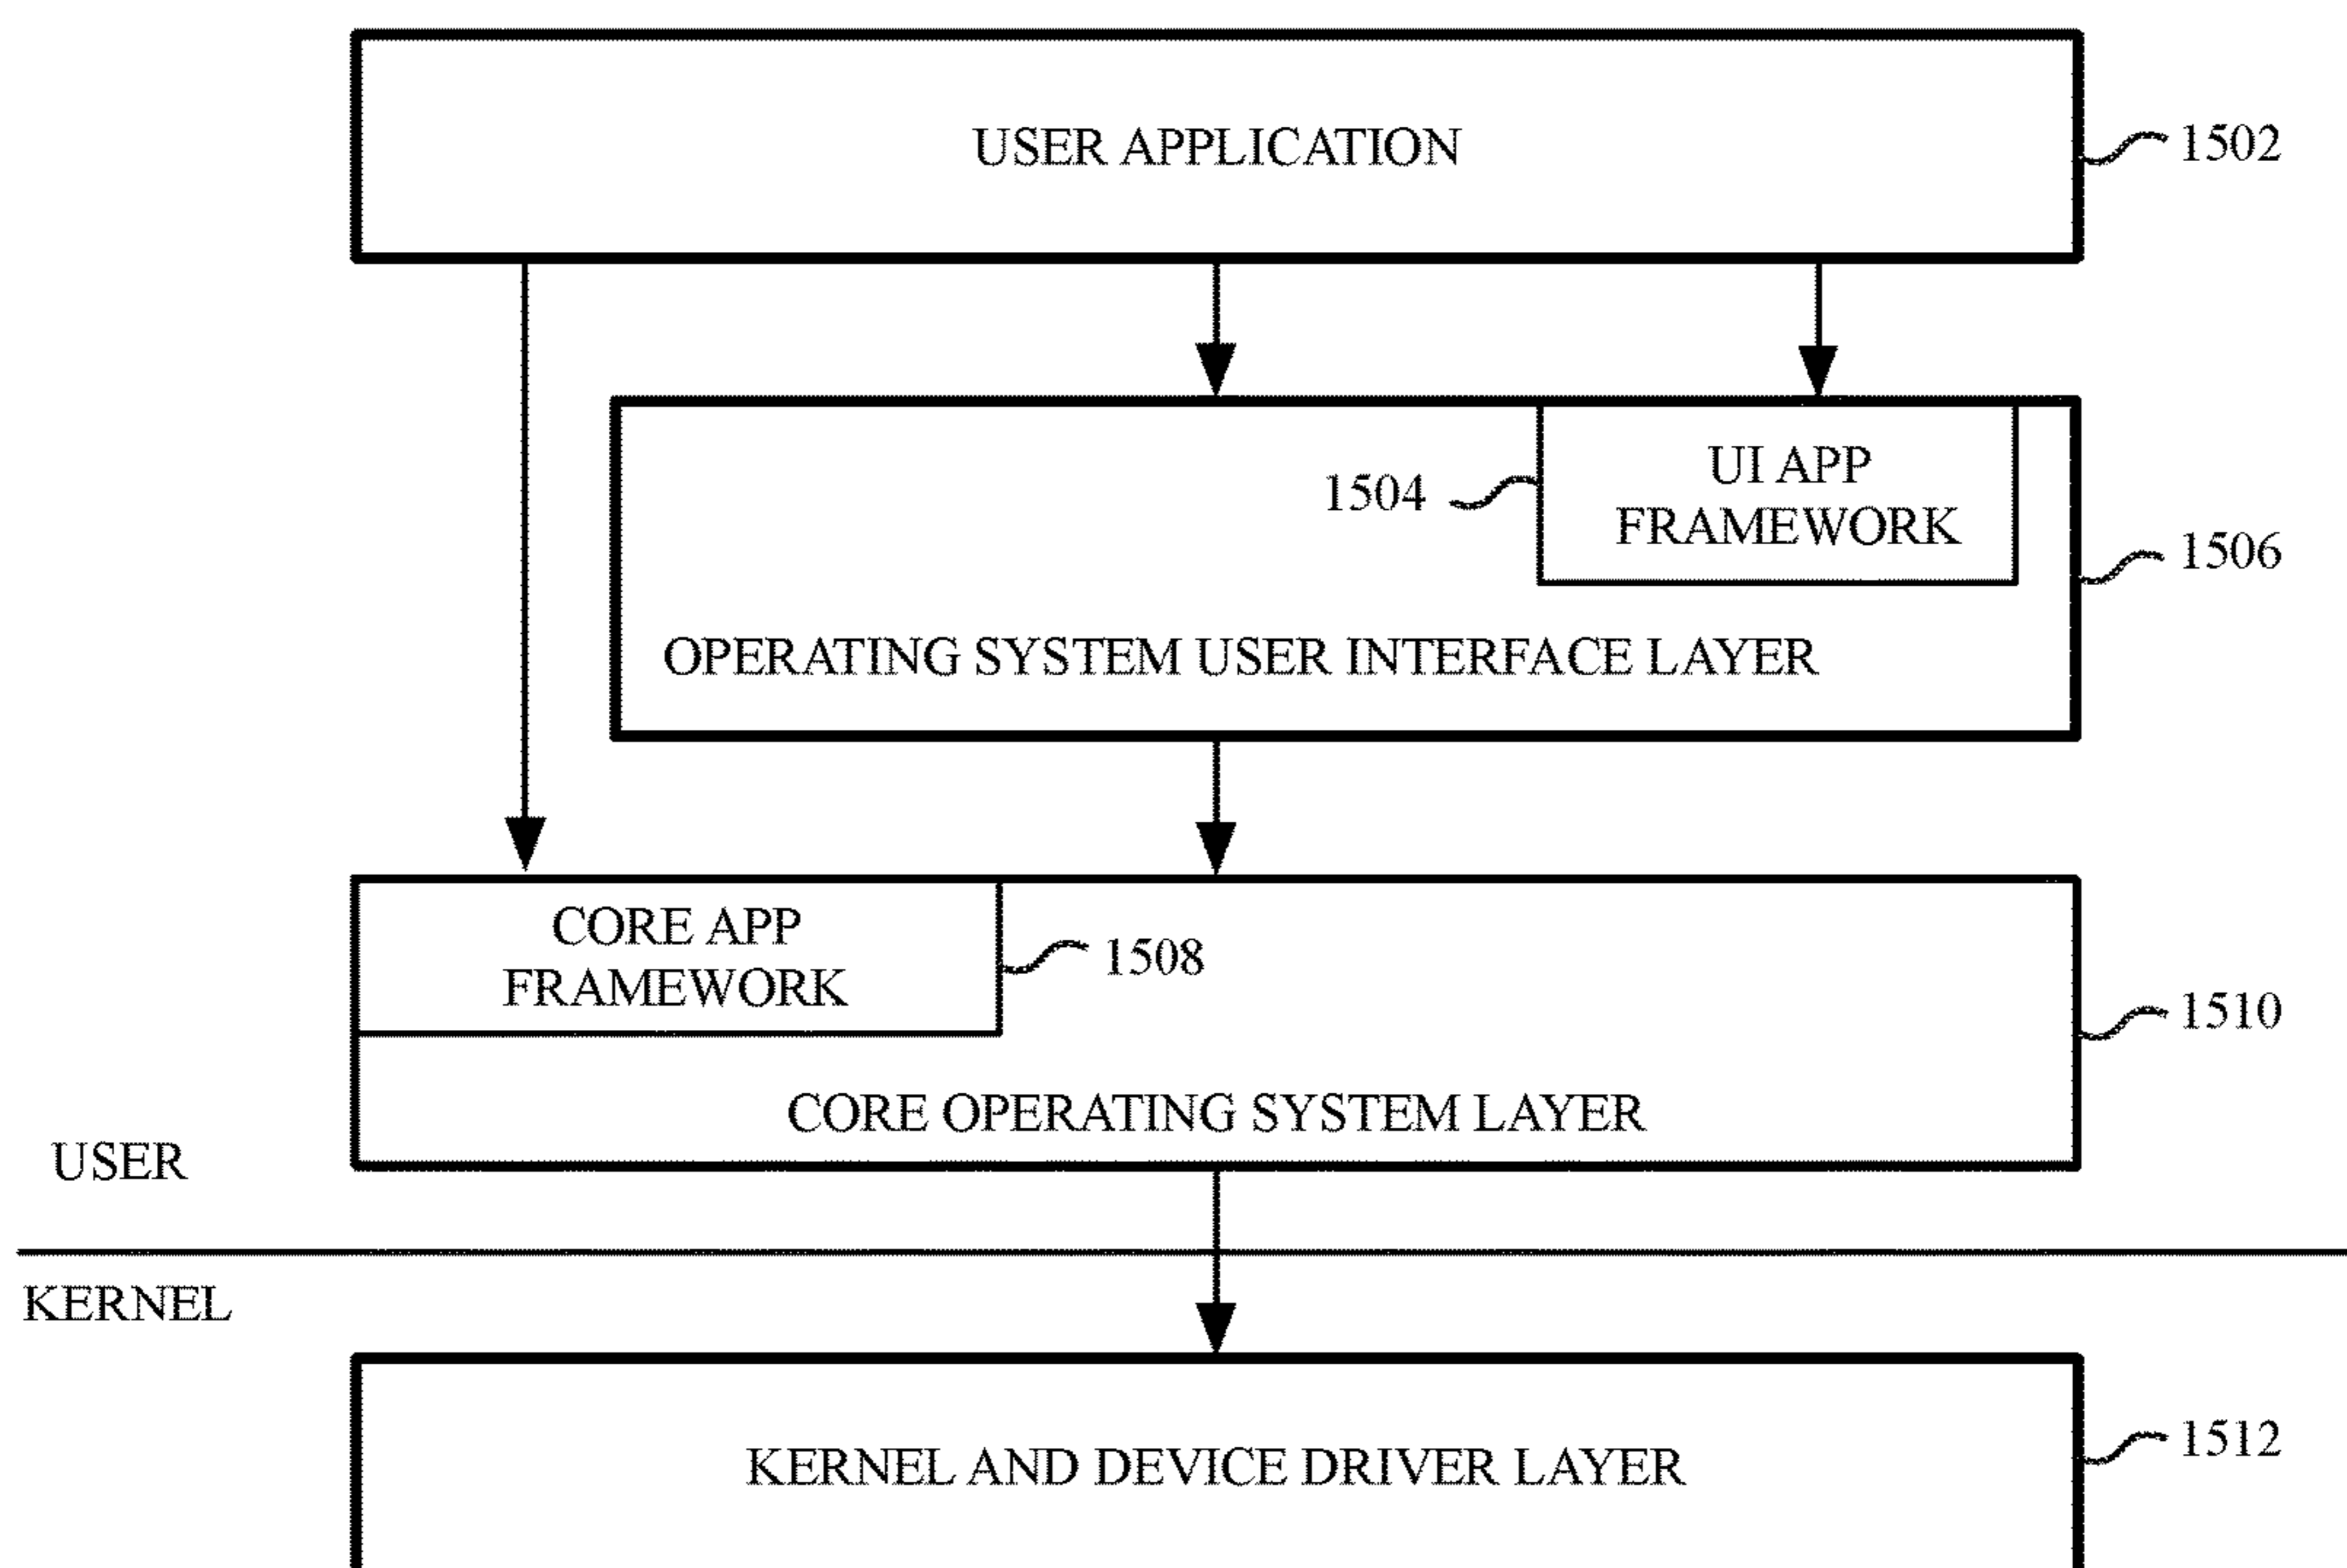 USER APPLICATION
1502
UI APP
FRAMEWORK
1504
1506
OPERATING SYSTEM USER INTERFACE LAYER
CORE APP
FRAMEWORK
1508
1510
CORE OPERATING SYSTEM LAYER
USER
KERNEL
KERNEL AND DEVICE DRIVER LAYER
1512